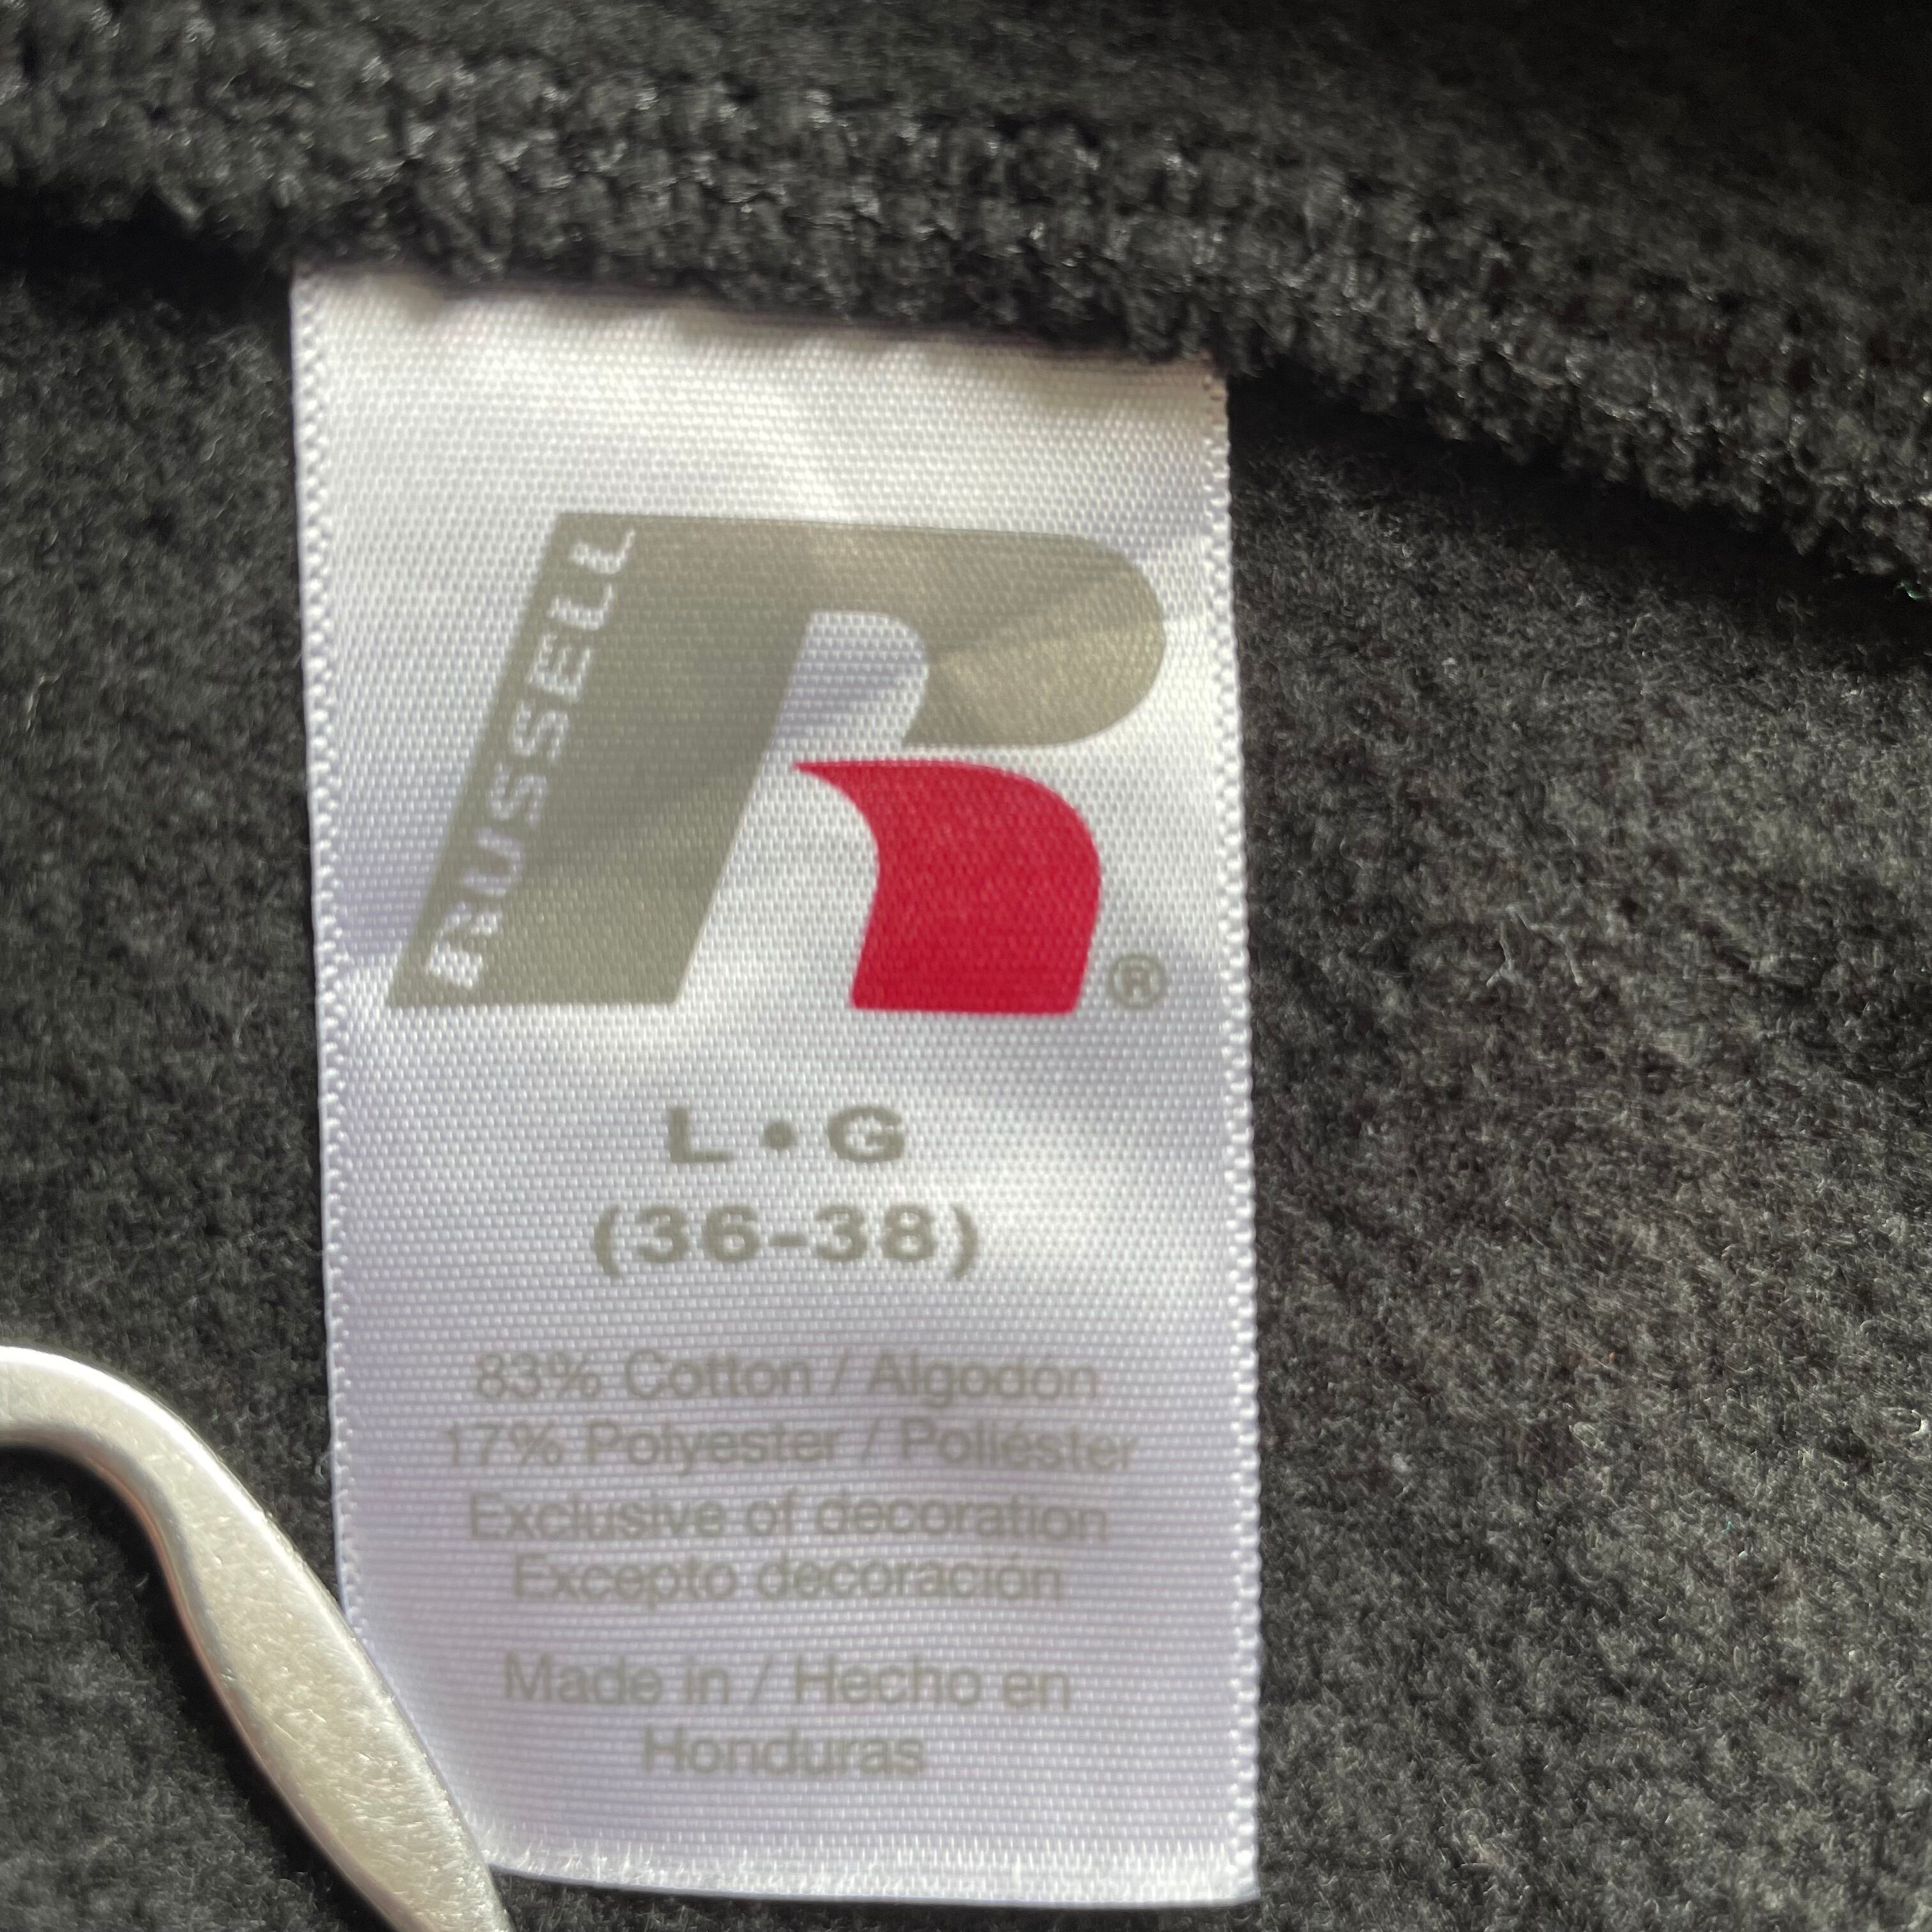 RUSSELL
®
L•G
(36-38)
83% Cotton / Algodon
17% Polyester / Poliéster
Exclusive of decoration
Excepto decoración
Made in / Hecho en
Honduras